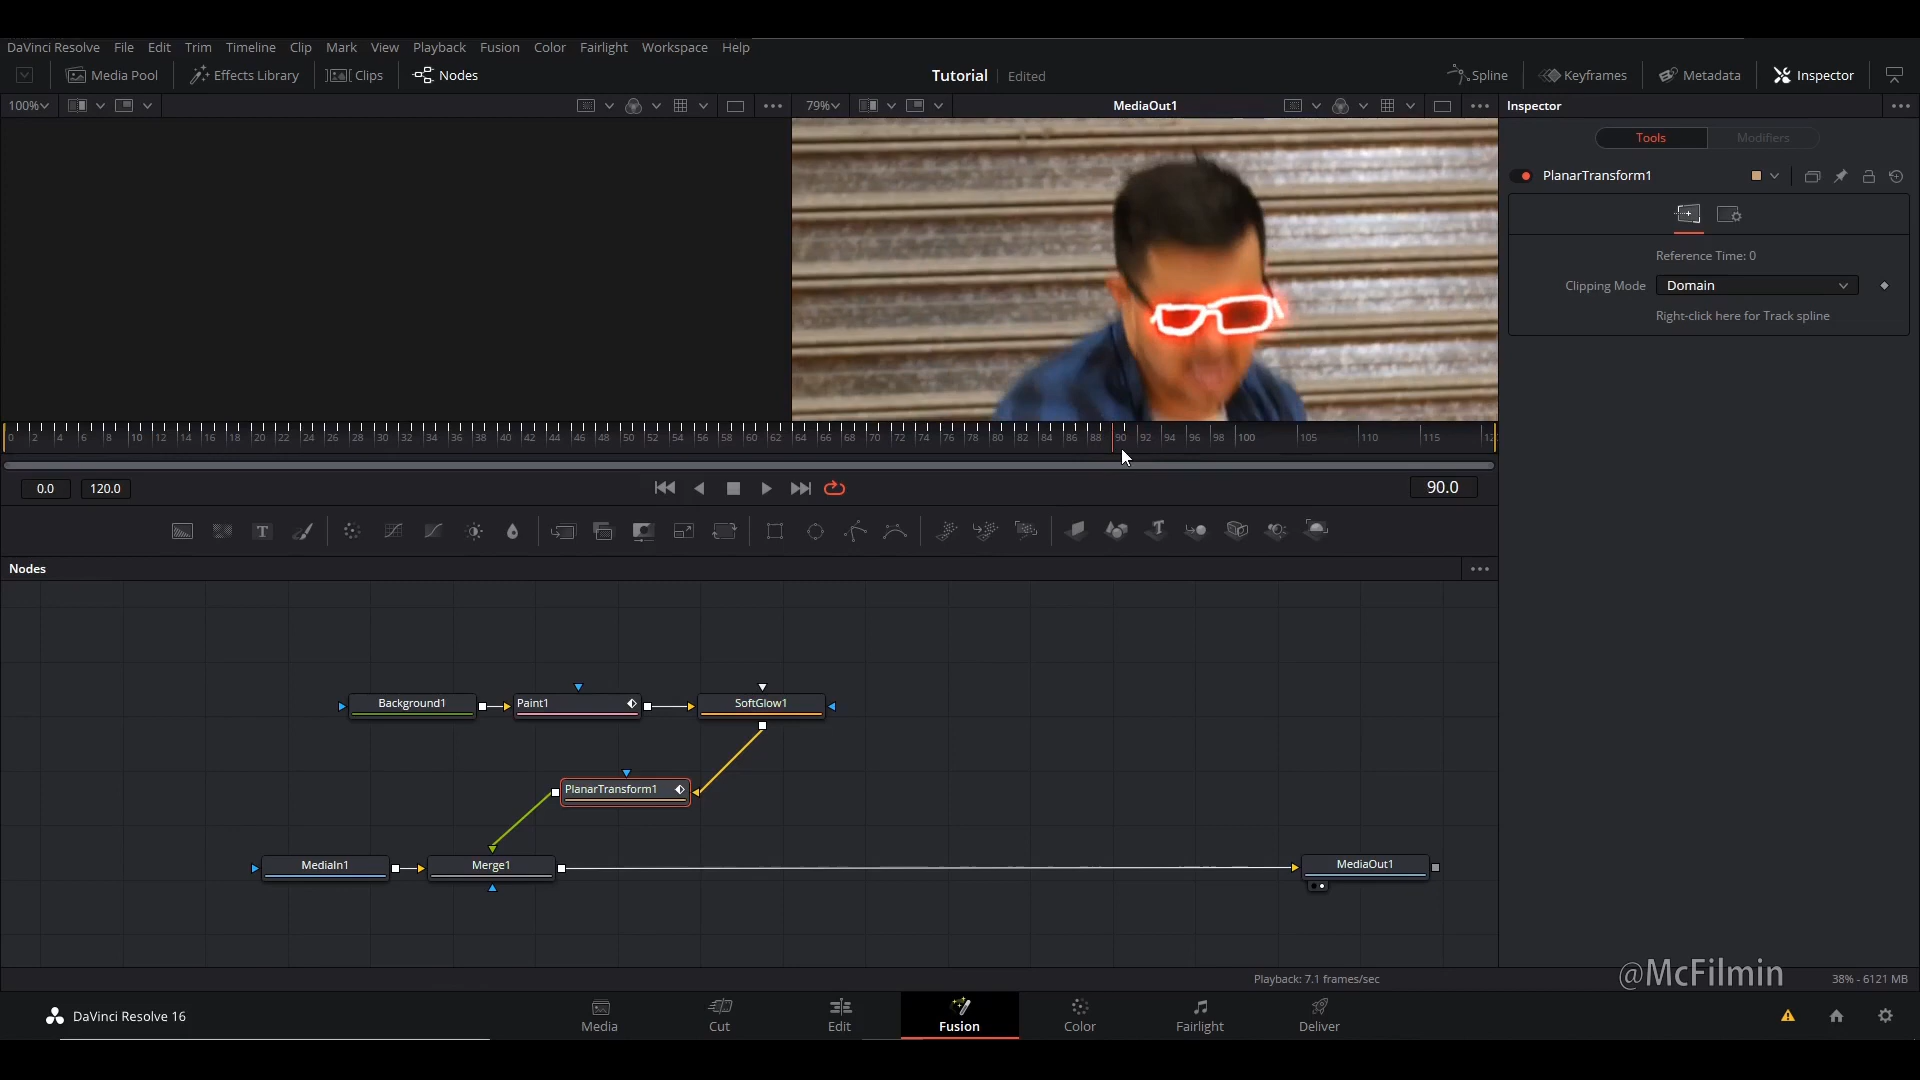 DaVinci Resolve File Edit Trim Timeline Clip Mark View Playback Fusion Color Fairlight Workspace Help
Media Pool Effects Library Clips Nodes Tutorial Edited Spline Keyframes Metadata Inspector
100% 79% MediaOut1 Inspector
Tools Modifiers
PlanarTransform1
Reference Time: 0
Clipping Mode Domain
Right-click here for Track spline
0 2 4 6 8 10 12 14 16 18 20 22 24 26 28 30 32 34 36 38 40 42 44 46 48 50 52 54 56 58 60 62 64 66 68 70 72 74 76 78 80 82 84 86 88 90 92 94 96 98 100 105 110 115
0.0 120.0 90.0
Nodes
Background1 Paint1 SoftGlow1
PlanarTransform1
MediaIn1 Merge1 MediaOut1
Playback: 7.1 frames/sec @McFilmin 38% - 6121 MB
DaVinci Resolve 16 Media Cut Edit Fusion Color Fairlight Deliver